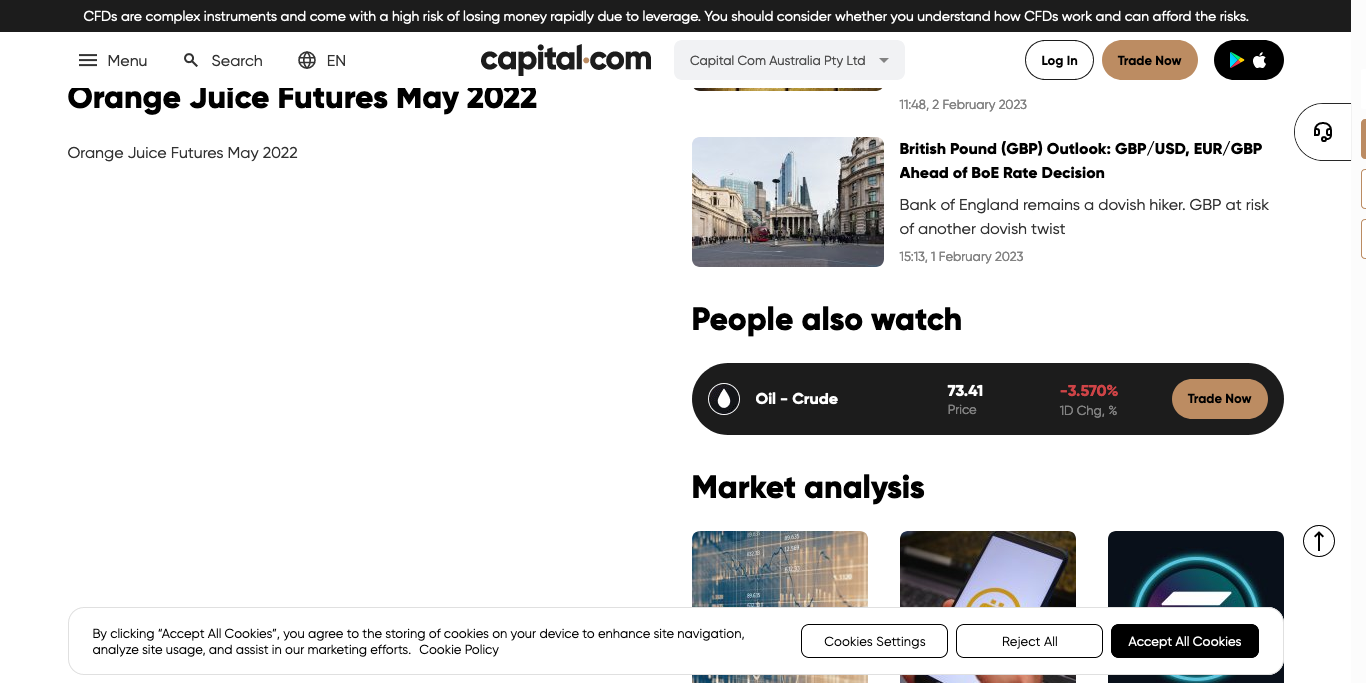 CFDs are complex instruments and come with a high risk of losing money rapidly due to leverage. You should consider whether you understand how CFDs work and can afford the risks.
Menu
Search
EN
capital.com
Capital Com Australia Pty Ltd
Log In
Trade Now
Orange Juice Futures May 2022
Orange Juice Futures May 2022
11:48, 2 February 2023
British Pound (GBP) Outlook: GBP/USD, EUR/GBP
Ahead of BoE Rate Decision
Bank of England remains a dovish hiker. GBP at risk
of another dovish twist
15:13, 1 February 2023
People also watch
Oil - Crude
73.41
Price
-3.570%
1D Chg, %
Trade Now
Market analysis
By clicking “Accept All Cookies”, you agree to the storing of cookies on your device to enhance site navigation,
analyze site usage, and assist in our marketing efforts. Cookie Policy
Cookies Settings
Reject All
Accept All Cookies